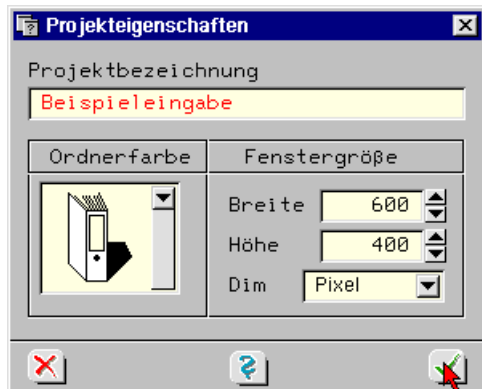 Projekteigenschaften
Projektbezeichnung
Beispieleingabe
Ordnerfarbe
Fenstergröße
Breite 600
Höhe 400
Dim Pixel